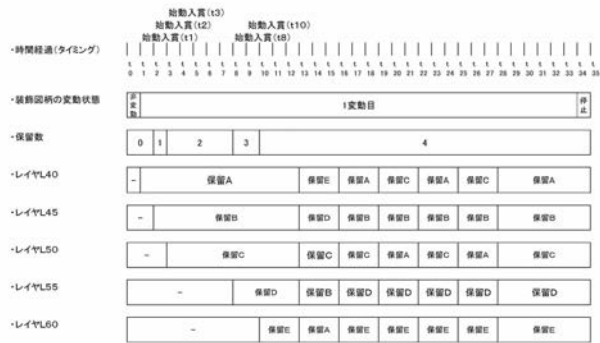 始動入賞(t3)
始動入賞(t2) 始動入賞(t10)
始動入賞(t1) 始動入賞(t8)
・時間経過(タイミング)
t t t t t t t t t t t t t t t t t t t t t t t t t t t t t t t t t t t t
0 1 2 3 4 5 6 7 8 9 10 11 12 13 14 15 16 17 18 19 20 21 22 23 24 25 26 27 28 29 30 31 32 33 34 35
・装飾図柄の変動状態 非変動 1変動目 停止
・保留数 0 1 2 3 4
・レイヤL40 - 保留A 保留E 保留A 保留C 保留A 保留C 保留A
・レイヤL45 - 保留B 保留D 保留B 保留B 保留B 保留B 保留B
・レイヤL50 - 保留C 保留C 保留C 保留A 保留C 保留A 保留C
・レイヤL55 - 保留D 保留B 保留D 保留D 保留D 保留D 保留D
・レイヤL60 - 保留E 保留A 保留E 保留E 保留E 保留E 保留E